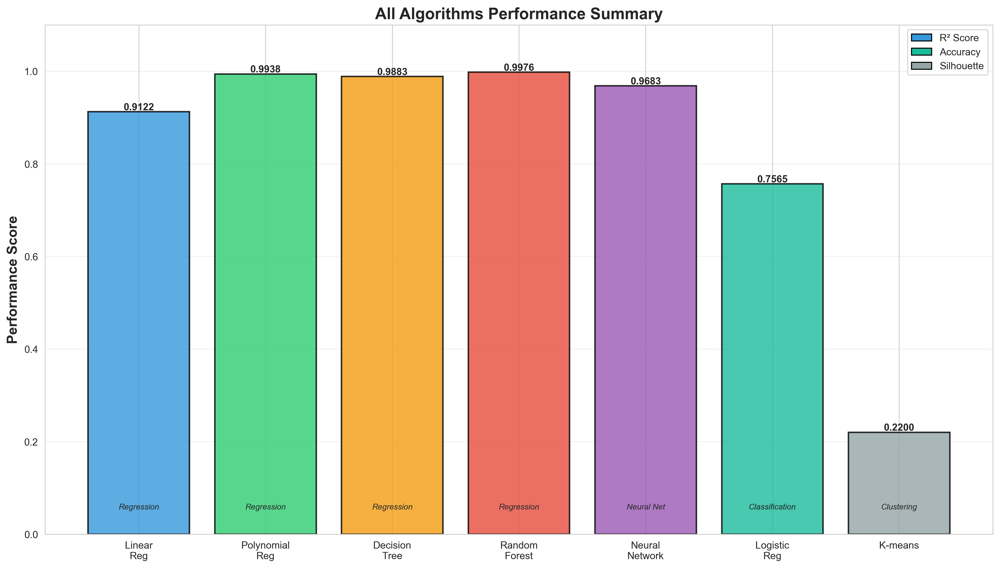 All Algorithms Performance Summary
R² Score
Accuracy
Silhouette
Performance Score
1.0
0.8
0.6
0.4
0.2
0.0
0.9122
0.9938
0.9883
0.9976
0.9683
0.7565
0.2200
Regression
Regression
Regression
Regression
Neural Net
Classification
Clustering
Linear
Reg
Polynomial
Reg
Decision
Tree
Random
Forest
Neural
Network
Logistic
Reg
K-means